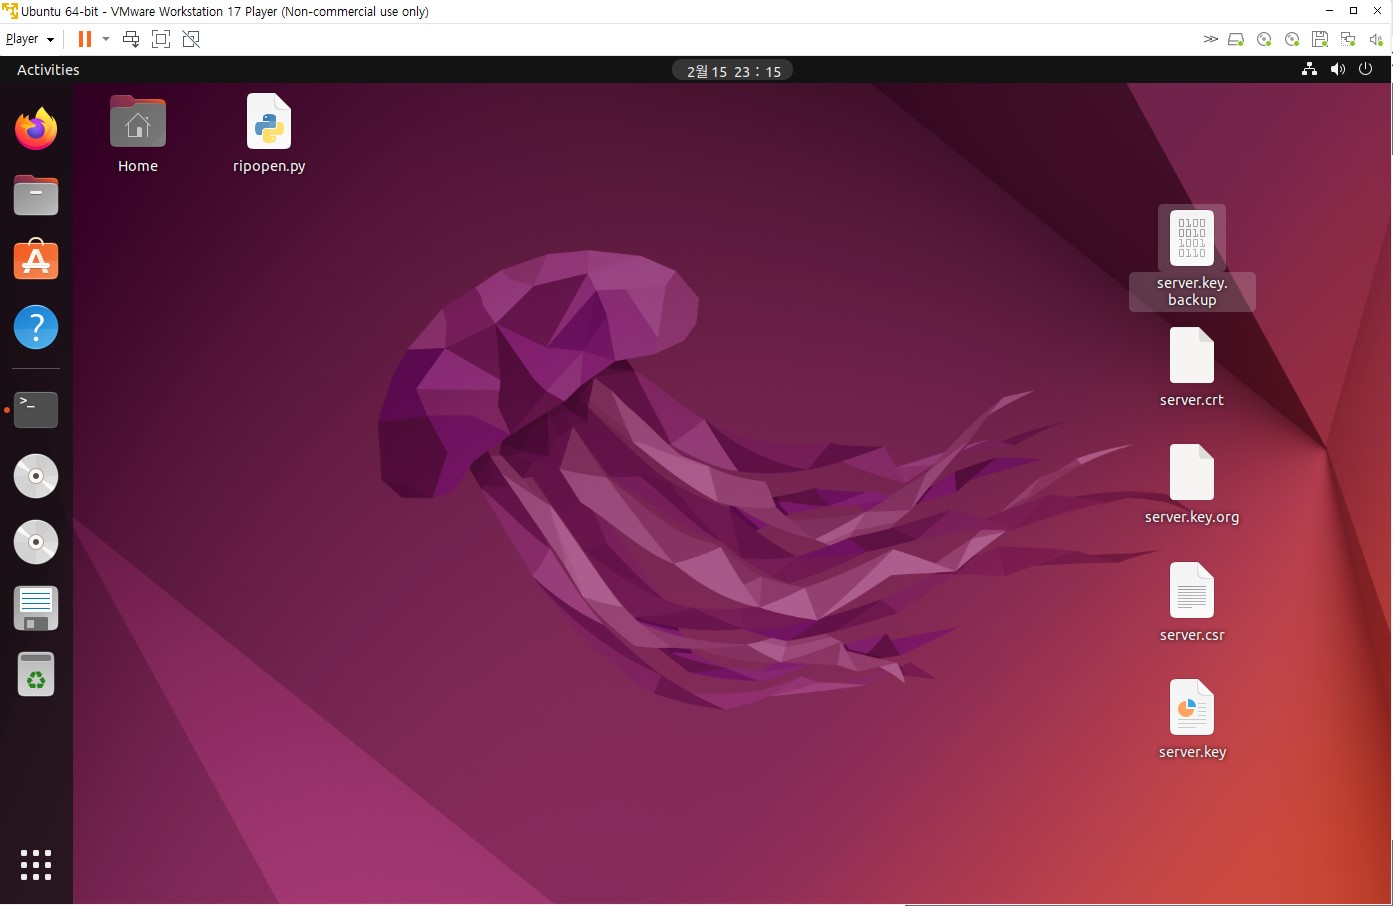 Ubuntu 64-bit - VMware Workstation 17 Player (Non-commercial use only)
Player
Activities
2월 15 23 : 15
Home
ripopen.py
0100
0010
1001
0110
server.key.
backup
server.crt
server.key.org
server.csr
server.key